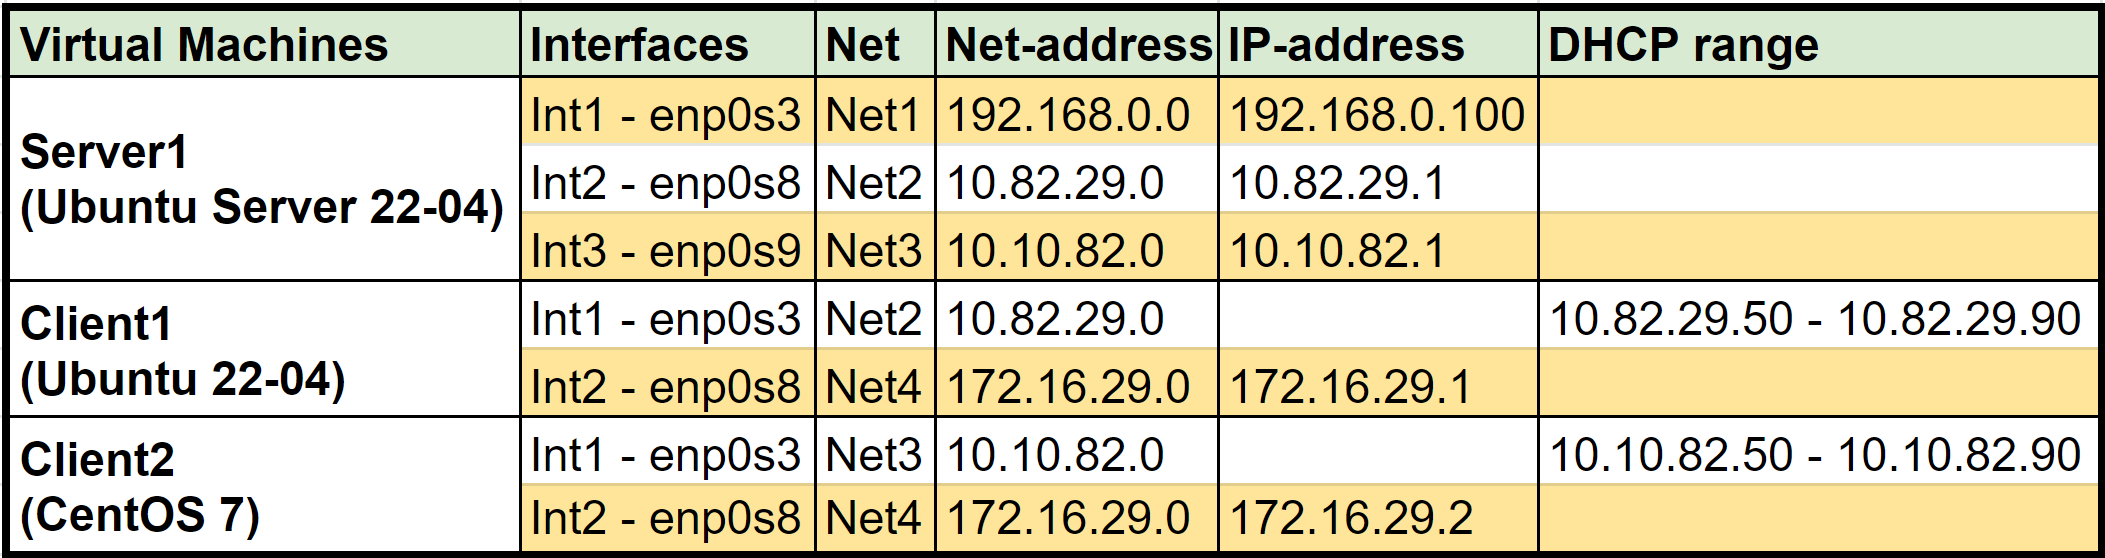 Virtual Machines Interfaces Net Net-address IP-address DHCP range
Server1
(Ubuntu Server 22-04)
Int1 - enp0s3 Net1 192.168.0.0 192.168.0.100
Int2 - enp0s8 Net2 10.82.29.0 10.82.29.1
Int3 - enp0s9 Net3 10.10.82.0 10.10.82.1
Client1
(Ubuntu 22-04)
Int1 - enp0s3 Net2 10.82.29.0 10.82.29.50 - 10.82.29.90
Int2 - enp0s8 Net4 172.16.29.0 172.16.29.1
Client2
(CentOS 7)
Int1 - enp0s3 Net3 10.10.82.0 10.10.82.50 - 10.10.82.90
Int2 - enp0s8 Net4 172.16.29.0 172.16.29.2